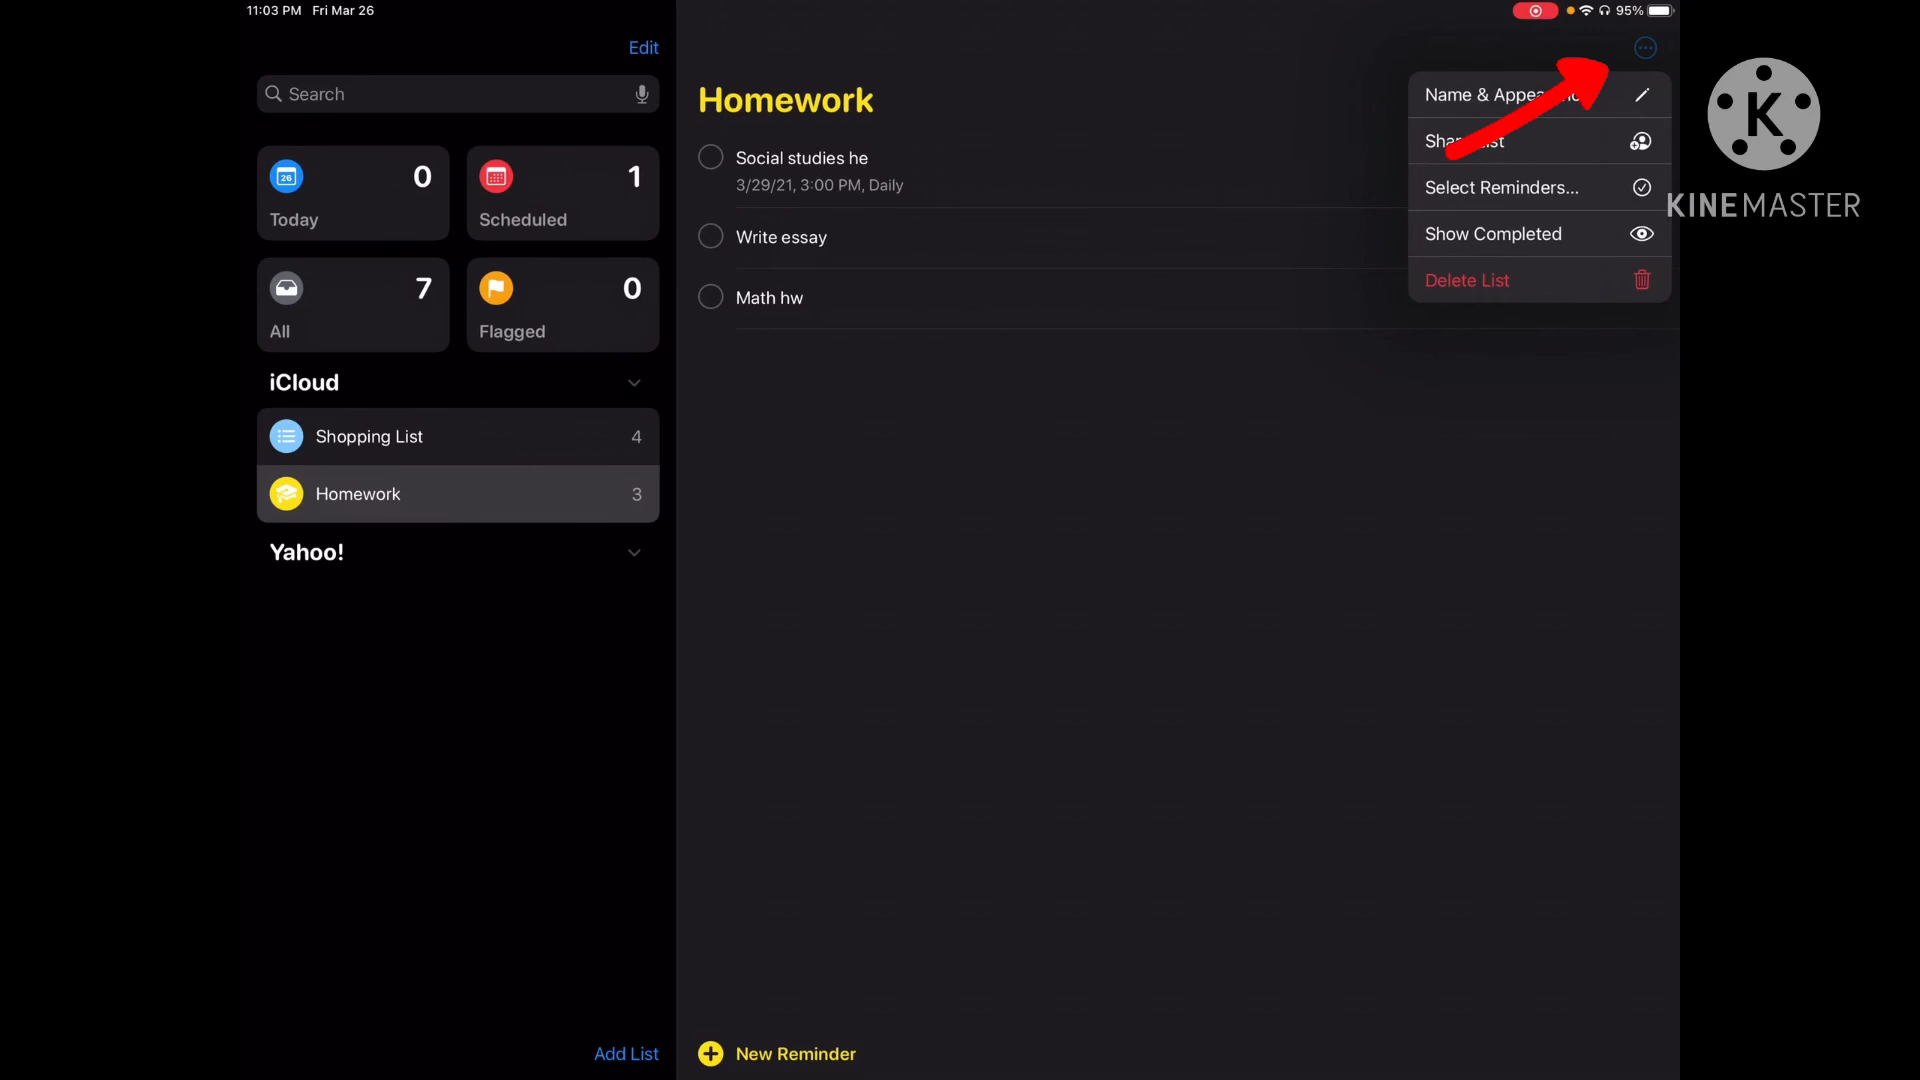 11:03 PM Fri Mar 26
95%
Edit
Search
26
0
Today
1
Scheduled
7
All
0
Flagged
iCloud
Shopping List 4
Homework 3
Yahoo!
Add List
Homework
Social studies he
3/29/21, 3:00 PM, Daily
Write essay
Math hw
New Reminder
Name &
Select Reminders...
Show Completed
Delete List
K
KINEMASTER